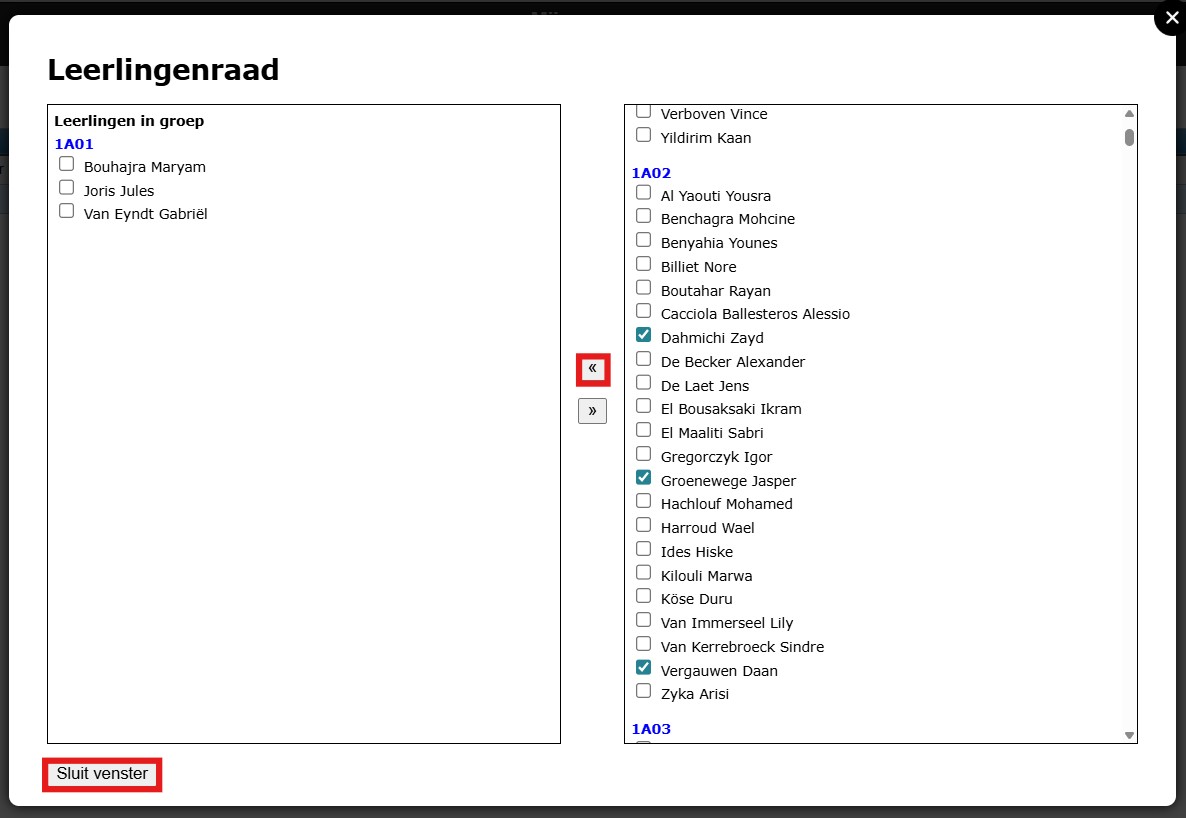 Leerlingenraad
Leerlingen in groep
1A01
Bouhajra Maryam
Joris Jules
Van Eyndt Gabriël
«
»
Verboven Vince
Yildirim Kaan
1A02
Al Yaouti Yousra
Benchagra Mohcine
Benyahia Younes
Billiet Nore
Boutahar Rayan
Cacciola Ballesteros Alessio
Dahmichi Zayd
De Becker Alexander
De Laet Jens
El Bousaksaki Ikram
El Maaliti Sabri
Gregorczyk Igor
Groenewege Jasper
Hachlouf Mohamed
Harroud Wael
Ides Hiske
Kilouli Marwa
Köse Duru
Van Immerseel Lily
Van Kerrebroeck Sindre
Vergauwen Daan
Zyka Arisi
1A03
Sluit venster